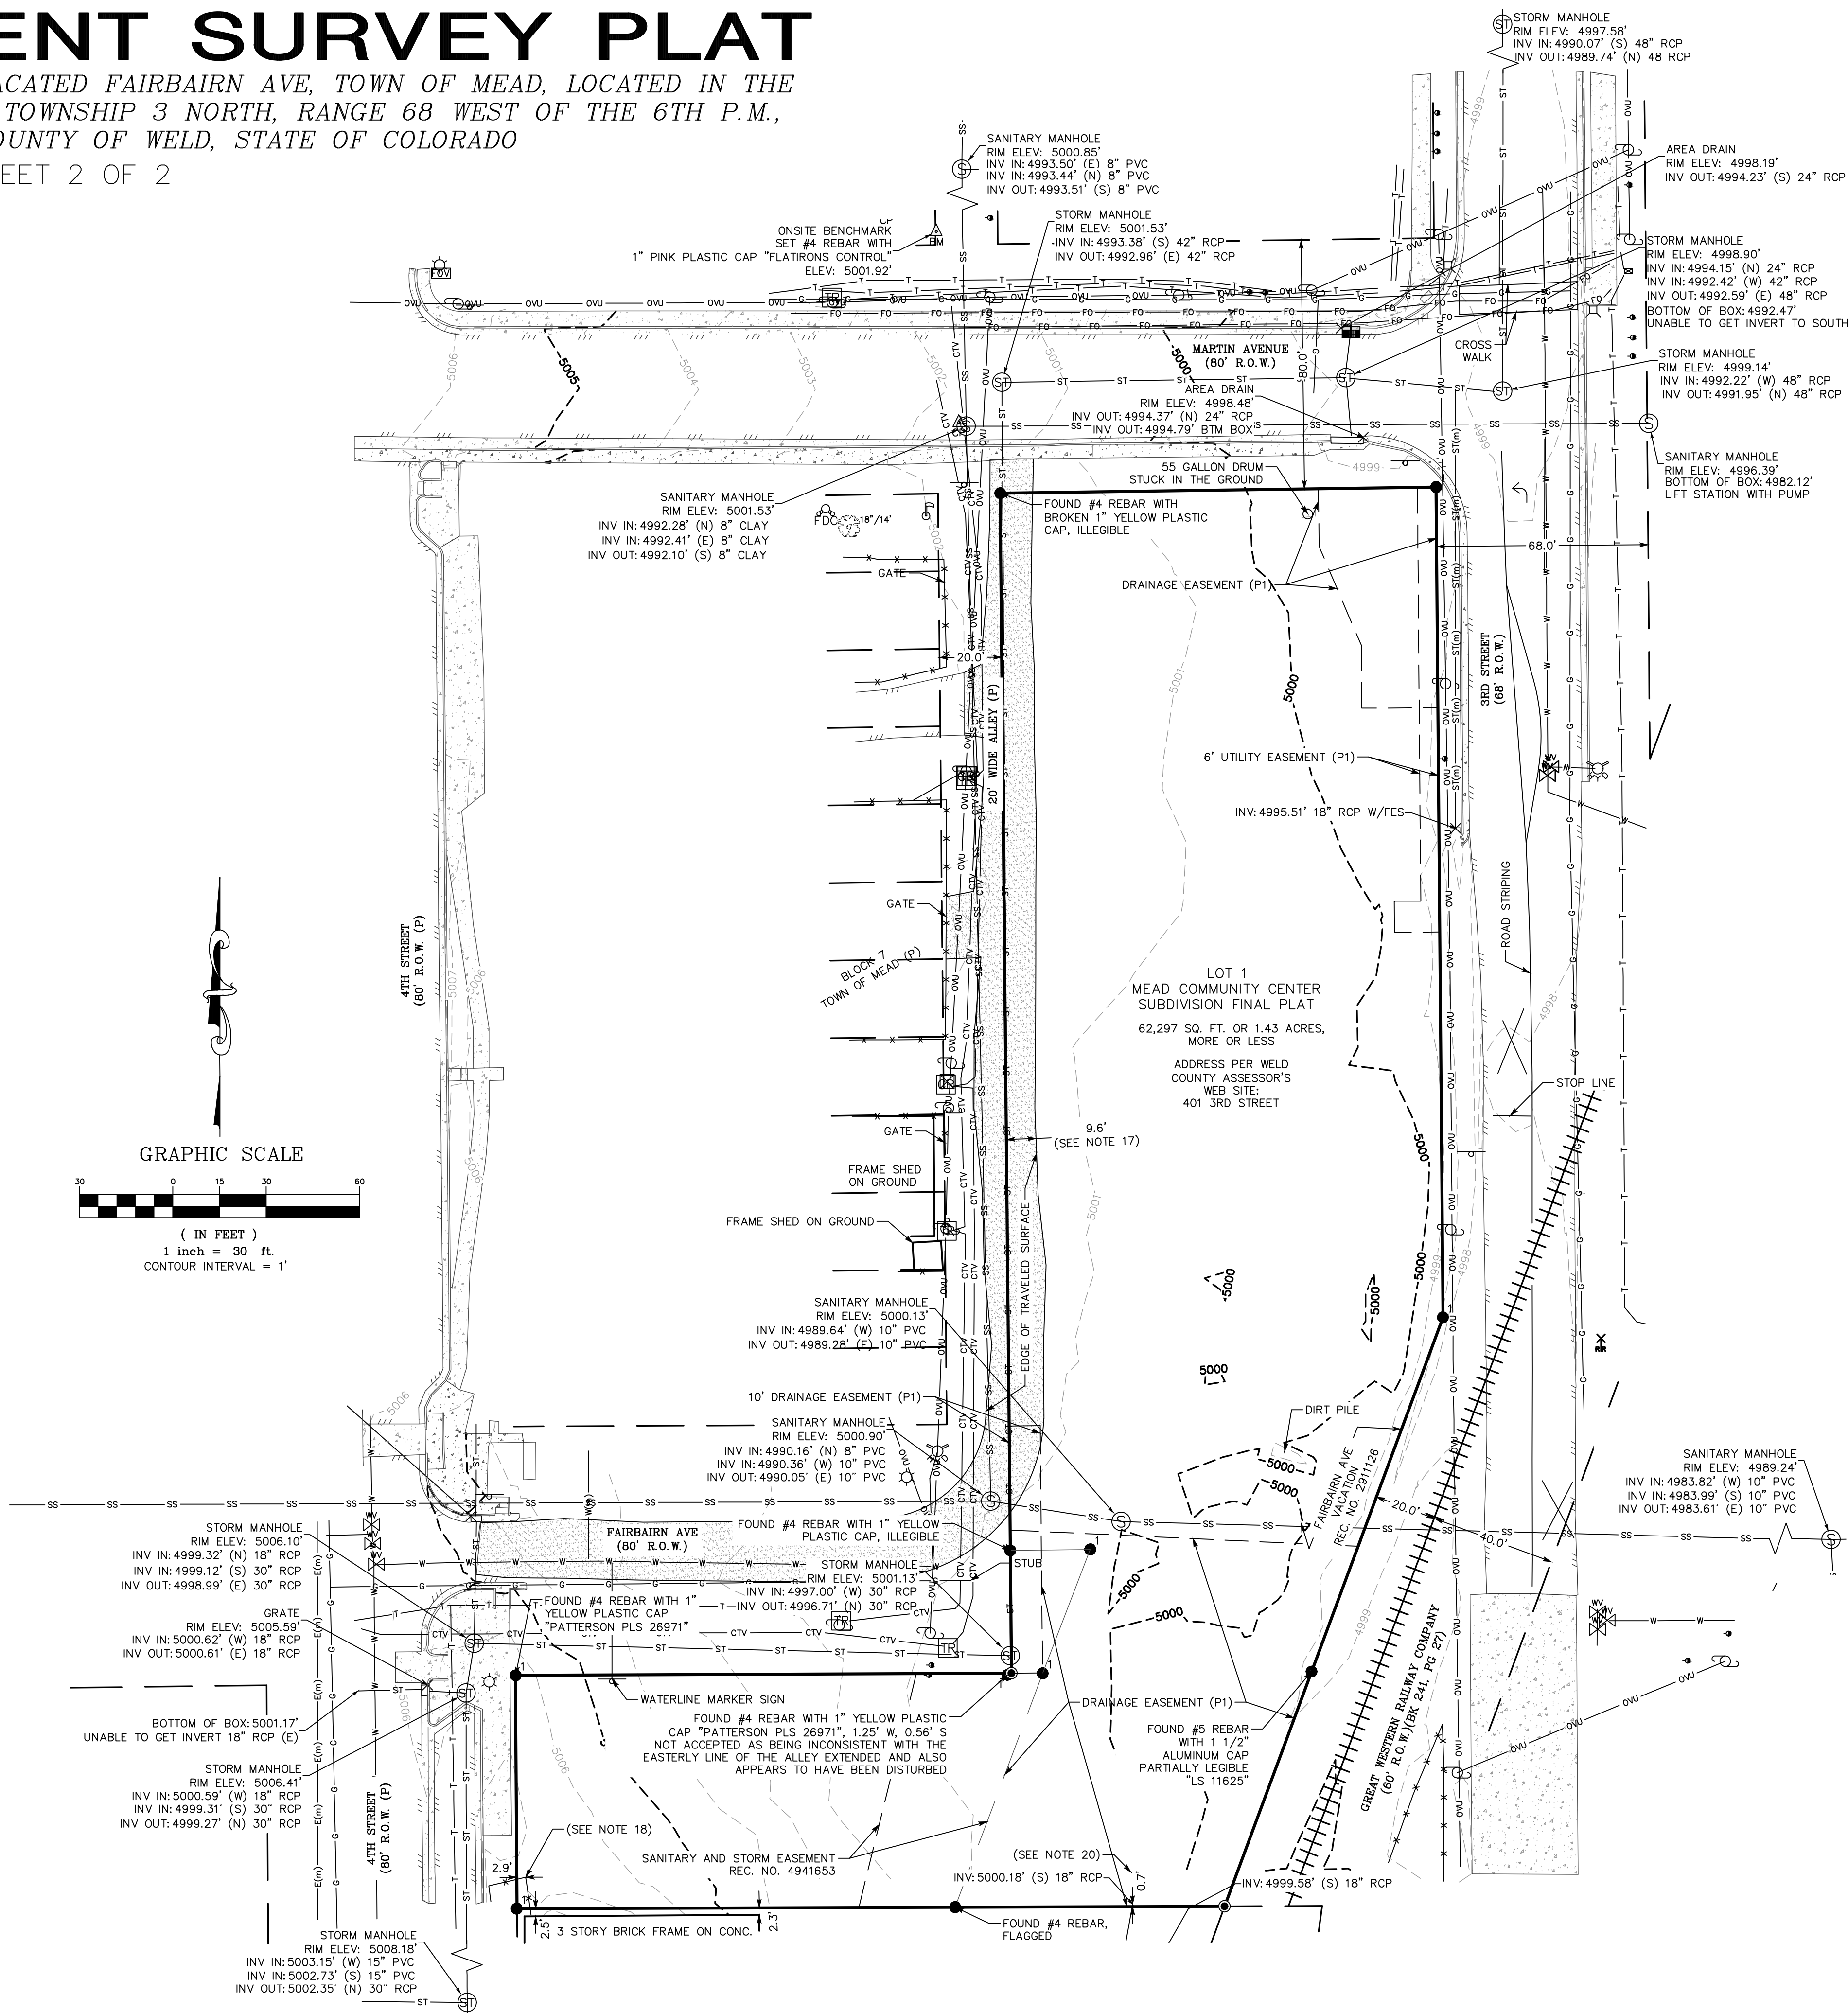 ENT SURVEY PLAT
ACATED FAIRBAIRN AVE, TOWN OF MEAD, LOCATED IN THE
TOWNSHIP 3 NORTH, RANGE 68 WEST OF THE 6TH P.M.,
OUNTY OF WELD, STATE OF COLORADO
EET 2 OF 2
STORM MANHOLE
RIM ELEV: 4997.58'
INV IN: 4990.07' (S) 48" RCP
INV OUT: 4989.74' (N) 48 RCP
SANITARY MANHOLE
RIM ELEV: 5000.85'
INV IN: 4993.50' (E) 8" PVC
INV IN: 4993.44' (N) 8" PVC
INV OUT: 4993.51' (S) 8" PVC
AREA DRAIN
RIM ELEV: 4998.19'
INV OUT: 4994.23' (S) 24" RCP
CP
ONSITE BENCHMARK
SET #4 REBAR WITH
1" PINK PLASTIC CAP "FLATIRONS CONTROL"
ELEV: 5001.92'
BM
STORM MANHOLE
RIM ELEV: 5001.53'
INV IN: 4993.38' (S) 42" RCP
INV OUT: 4992.96' (E) 42" RCP
STORM MANHOLE
RIM ELEV: 4998.90'
INV IN: 4994.15' (N) 24" RCP
INV IN: 4992.42' (W) 42" RCP
INV OUT: 4992.59' (E) 48" RCP
BOTTOM OF BOX: 4992.47'
UNABLE TO GET INVERT TO SOUTH
CROSS
WALK
MARTIN AVENUE
(80' R.O.W.)
80.0'
STORM MANHOLE
RIM ELEV: 4999.14'
INV IN: 4992.22' (W) 48" RCP
INV OUT: 4991.95' (N) 48" RCP
AREA DRAIN
RIM ELEV: 4998.48'
INV OUT: 4994.37' (N) 24" RCP
INV OUT: 4994.79' BTM BOX
5006
5005
5004
5003
5002
5001
5000
4999
SANITARY MANHOLE
RIM ELEV: 4996.39'
BOTTOM OF BOX: 4982.12'
LIFT STATION WITH PUMP
55 GALLON DRUM
STUCK IN THE GROUND
SANITARY MANHOLE
RIM ELEV: 5001.53'
INV IN: 4992.28' (N) 8" CLAY
INV IN: 4992.41' (E) 8" CLAY
INV OUT: 4992.10' (S) 8" CLAY
FDC
18"/14'
FOUND #4 REBAR WITH
BROKEN 1" YELLOW PLASTIC
CAP, ILLEGIBLE
68.0'
GATE
DRAINAGE EASEMENT (P1)
20.0'
3RD STREET
(68' R.O.W.)
20' WIDE ALLEY (P)
6' UTILITY EASEMENT (P1)
INV: 4995.51' 18" RCP W/FES
ROAD STRIPING
GATE
4TH STREET
(80' R.O.W. (P)
BLOCK 7
TOWN OF MEAD (P)
LOT 1
MEAD COMMUNITY CENTER
SUBDIVISION FINAL PLAT
62,297 SQ. FT. OR 1.43 ACRES,
MORE OR LESS
ADDRESS PER WELD
COUNTY ASSESSOR'S
WEB SITE:
401 3RD STREET
STOP LINE
GATE
9.6'
(SEE NOTE 17)
GRAPHIC SCALE
30 0 15 30 60
( IN FEET )
1 inch = 30 ft.
CONTOUR INTERVAL = 1'
FRAME SHED
ON GROUND
FRAME SHED ON GROUND
EDGE OF TRAVELED SURFACE
SANITARY MANHOLE
RIM ELEV: 5000.13'
INV IN: 4989.64' (W) 10" PVC
INV OUT: 4989.28' (E) 10" PVC
10' DRAINAGE EASEMENT (P1)
DIRT PILE
SANITARY MANHOLE
RIM ELEV: 5000.90'
INV IN: 4990.16' (N) 8" PVC
INV IN: 4990.36' (W) 10" PVC
INV OUT: 4990.05' (E) 10" PVC
FAIRBAIRN AVE
VACATION
REC. NO. 2911126
20.0'
40.0'
SANITARY MANHOLE
RIM ELEV: 4989.24'
INV IN: 4983.82' (W) 10" PVC
INV IN: 4983.99' (S) 10" PVC
INV OUT: 4983.61' (E) 10" PVC
STORM MANHOLE
RIM ELEV: 5006.10'
INV IN: 4999.32' (N) 18" RCP
INV IN: 4999.12' (S) 30" RCP
INV OUT: 4998.99' (E) 30" RCP
FAIRBAIRN AVE
(80' R.O.W.)
FOUND #4 REBAR WITH 1" YELLOW
PLASTIC CAP, ILLEGIBLE
STUB
STORM MANHOLE
RIM ELEV: 5001.13'
INV IN: 4997.00' (W) 30" RCP
INV OUT: 4996.71' (N) 30" RCP
FOUND #4 REBAR WITH 1"
YELLOW PLASTIC CAP
"PATTERSON PLS 26971"
GRATE
RIM ELEV: 5005.59'
INV IN: 5000.62' (W) 18" RCP
INV IN: 5000.61' (E) 18" RCP
WATERLINE MARKER SIGN
DRAINAGE EASEMENT (P1)
BOTTOM OF BOX: 5001.17'
UNABLE TO GET INVERT 18" RCP (E)
FOUND #4 REBAR WITH 1" YELLOW PLASTIC
CAP "PATTERSON PLS 26971", 1.25' W, 0.56' S
NOT ACCEPTED AS BEING INCONSISTENT WITH THE
EASTERLY LINE OF THE ALLEY EXTENDED AND ALSO
APPEARS TO HAVE BEEN DISTURBED
FOUND #5 REBAR
WITH 1 1/2"
ALUMINUM CAP
PARTIALLY LEGIBLE
"LS 11625"
GREAT WESTERN RAILWAY COMPANY
(60' R.O.W.)(BK 241, PG 27)
STORM MANHOLE
RIM ELEV: 5006.41'
INV IN: 5000.59' (W) 18" RCP
INV IN: 4999.31' (S) 30" RCP
INV OUT: 4999.27' (N) 30" RCP
4TH STREET
(80' R.O.W. (P)
(SEE NOTE 18)
2.9'
SANITARY AND STORM EASEMENT
REC. NO. 4941653
(SEE NOTE 20)
INV: 5000.18' (S) 18" RCP
0.7'
INV: 4999.58' (S) 18" RCP
2.5'
3 STORY BRICK FRAME ON CONC.
2.3'
FOUND #4 REBAR,
FLAGGED
STORM MANHOLE
RIM ELEV: 5008.18'
INV IN: 5003.15' (W) 15" PVC
INV IN: 5002.73' (S) 15" PVC
INV OUT: 5002.35' (N) 30" RCP